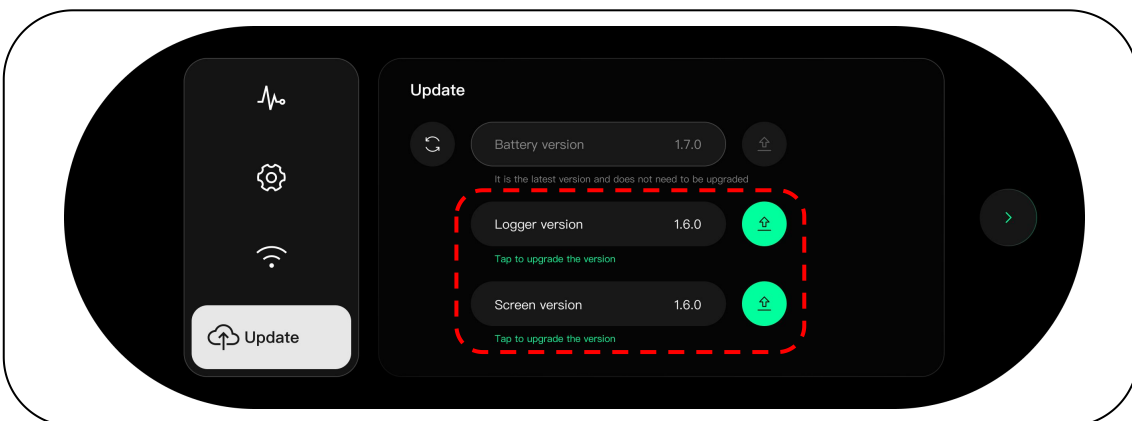 Update
Battery version 1.7.0
It is the latest version and does not need to be upgraded
Logger version 1.6.0
Tap to upgrade the version
Screen version 1.6.0
Tap to upgrade the version
Update